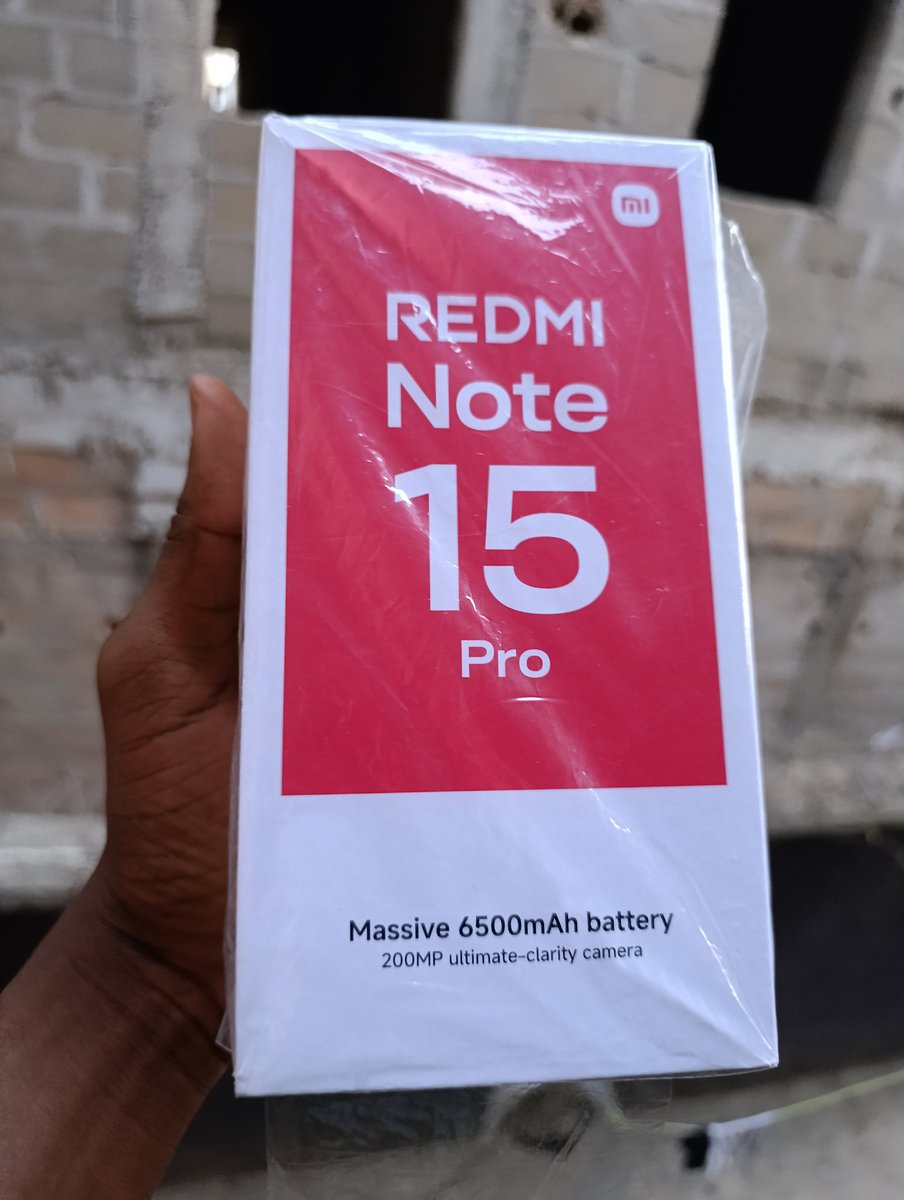 mi
REDMI
Note
15
Pro
Massive 6500mAh battery
200MP ultimate-clarity camera